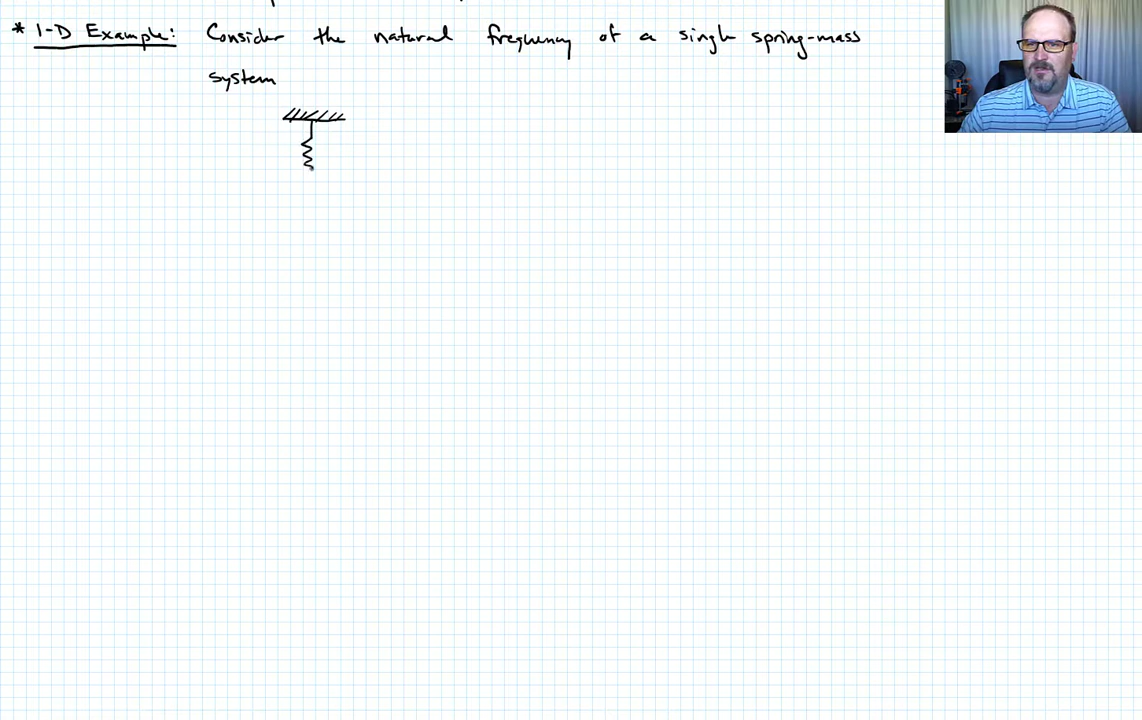 * 1-D Example: Consider the natural frequency of a single spring-mass
system